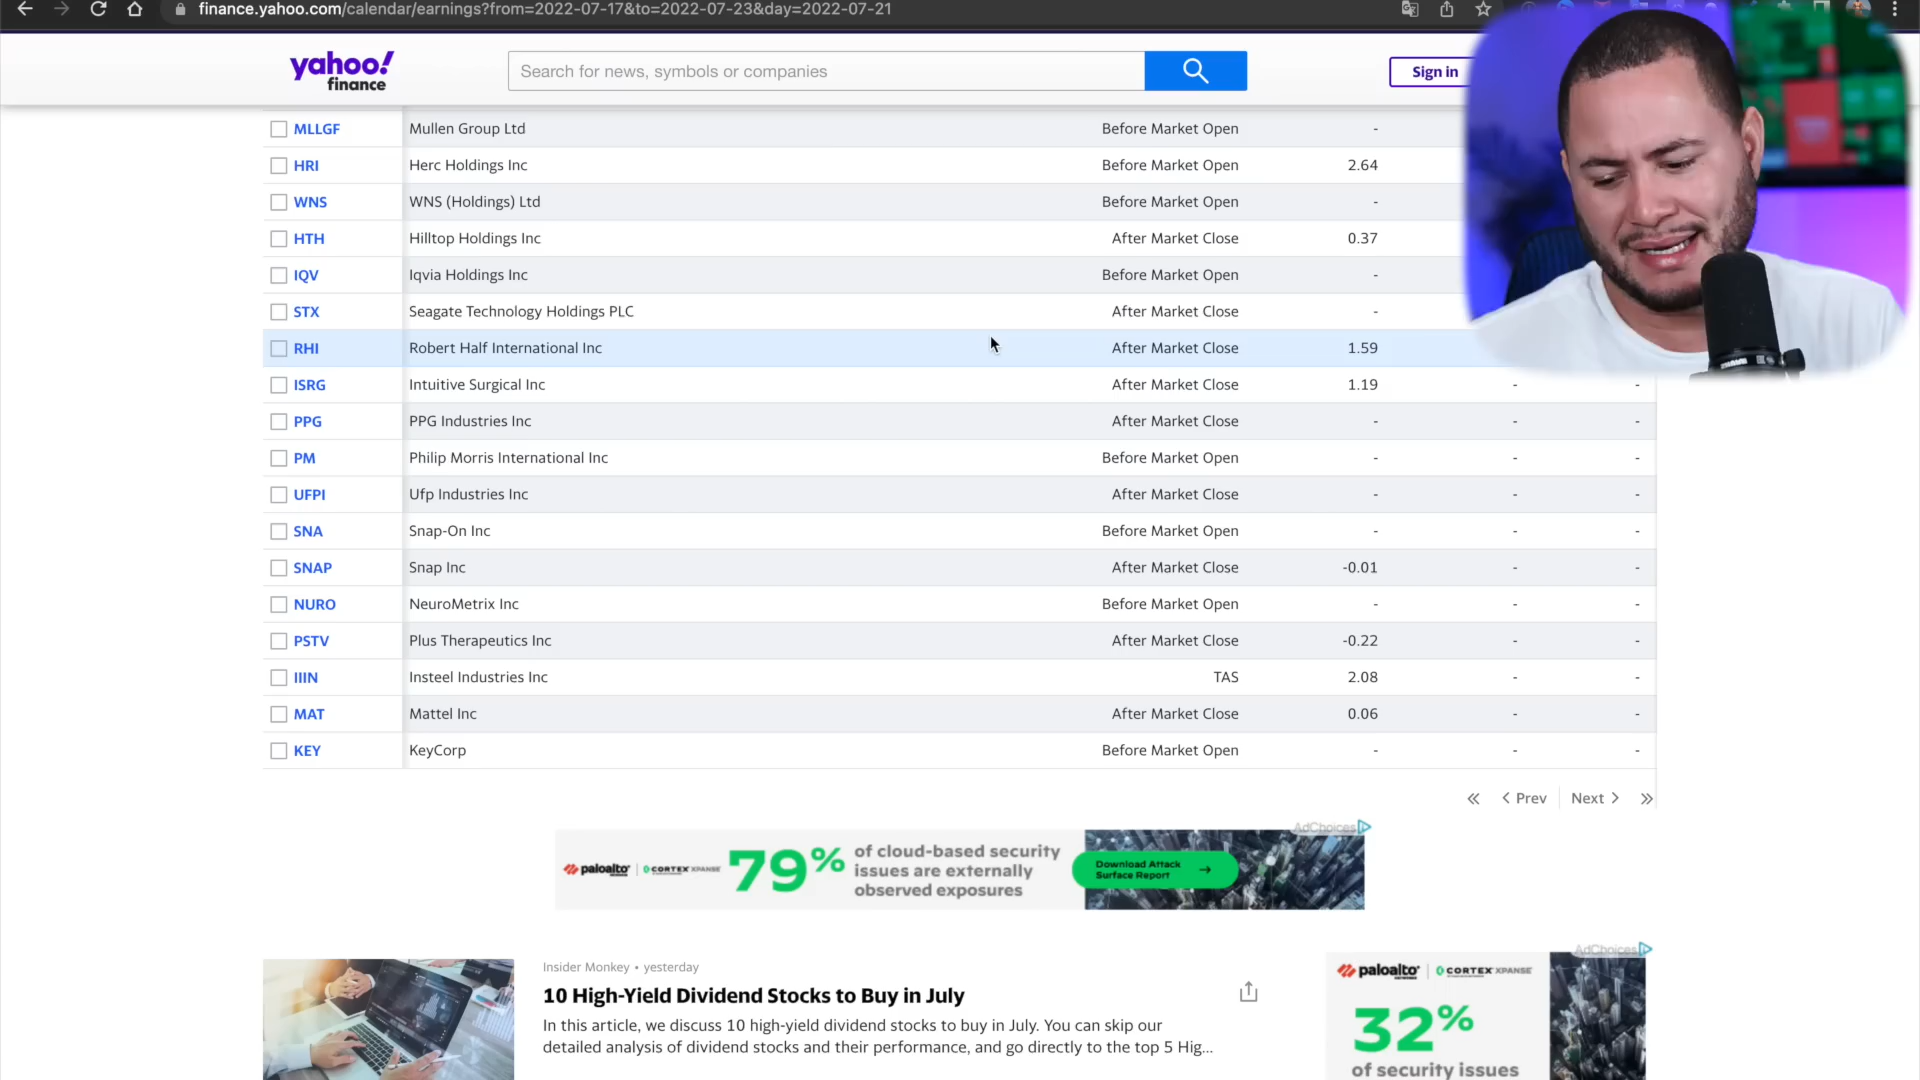 finance.yahoo.com/calendar/earnings?from=2022-07-17&to=2022-07-23&day=2022-07-21
yahoo!
finance
Search for news, symbols or companies
Sign in
MLLGF Mullen Group Ltd Before Market Open -
HRI Herc Holdings Inc Before Market Open 2.64
WNS WNS (Holdings) Ltd Before Market Open -
HTH Hilltop Holdings Inc After Market Close 0.37
IQV Iqvia Holdings Inc Before Market Open -
STX Seagate Technology Holdings PLC After Market Close -
RHI Robert Half International Inc After Market Close 1.59
ISRG Intuitive Surgical Inc After Market Close 1.19 - -
PPG PPG Industries Inc After Market Close - - -
PM Philip Morris International Inc Before Market Open - - -
UFPI Ufp Industries Inc After Market Close - - -
SNA Snap-On Inc Before Market Open - - -
SNAP Snap Inc After Market Close -0.01 - -
NURO NeuroMetrix Inc Before Market Open - - -
PSTV Plus Therapeutics Inc After Market Close -0.22 - -
IIIN Insteel Industries Inc TAS 2.08 - -
MAT Mattel Inc After Market Close 0.06 - -
KEY KeyCorp Before Market Open - - -
« < Prev Next > »
AdChoices
paloalto CORTEX XPANSE
79%
of cloud-based security
issues are externally
observed exposures
Download Attack
Surface Report →
Insider Monkey • yesterday
10 High-Yield Dividend Stocks to Buy in July
In this article, we discuss 10 high-yield dividend stocks to buy in July. You can skip our
detailed analysis of dividend stocks and their performance, and go directly to the top 5 Hig...
AdChoices
paloalto CORTEX XPANSE
32%
of security issues